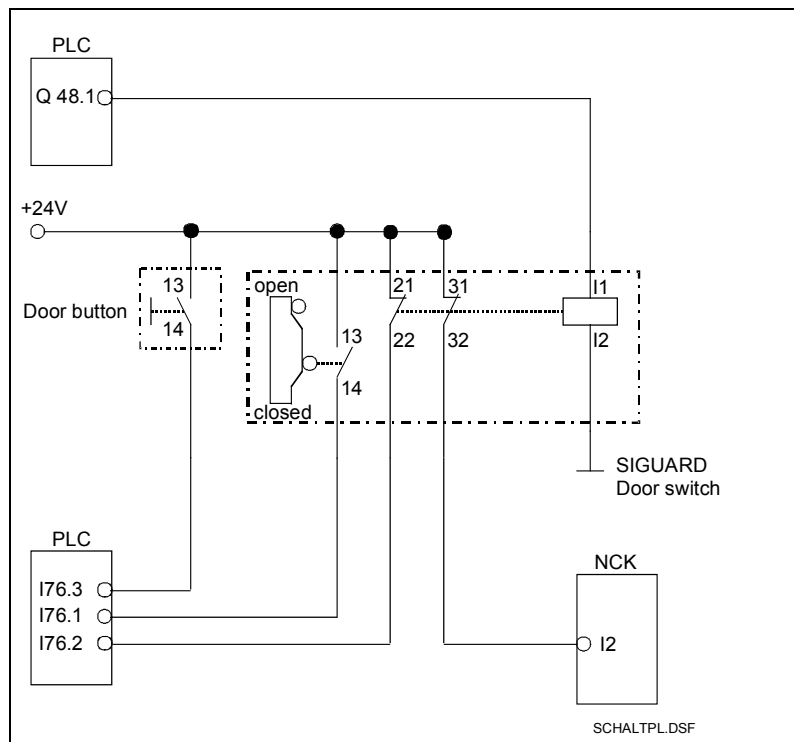 PLC
Q 48.1
+24V
13
14
Door button
open
closed
13
14
21
22
31
32
I1
I2
SIGUARD
Door switch
PLC
I76.3
I76.1
I76.2
NCK
I2
SCHALTPL.DSF